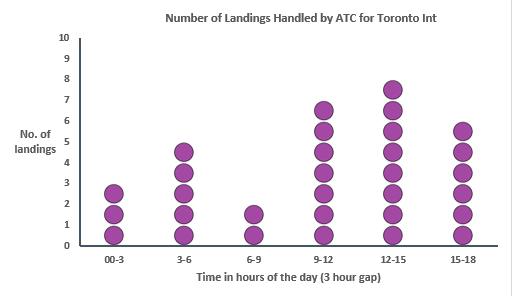 Number of Landings Handled by ATC for Toronto Int
10
9
8
7
6
5
4
3
2
1
0
No. of
landings
00-3 3-6 6-9 9-12 12-15 15-18
Time in hours of the day (3 hour gap)